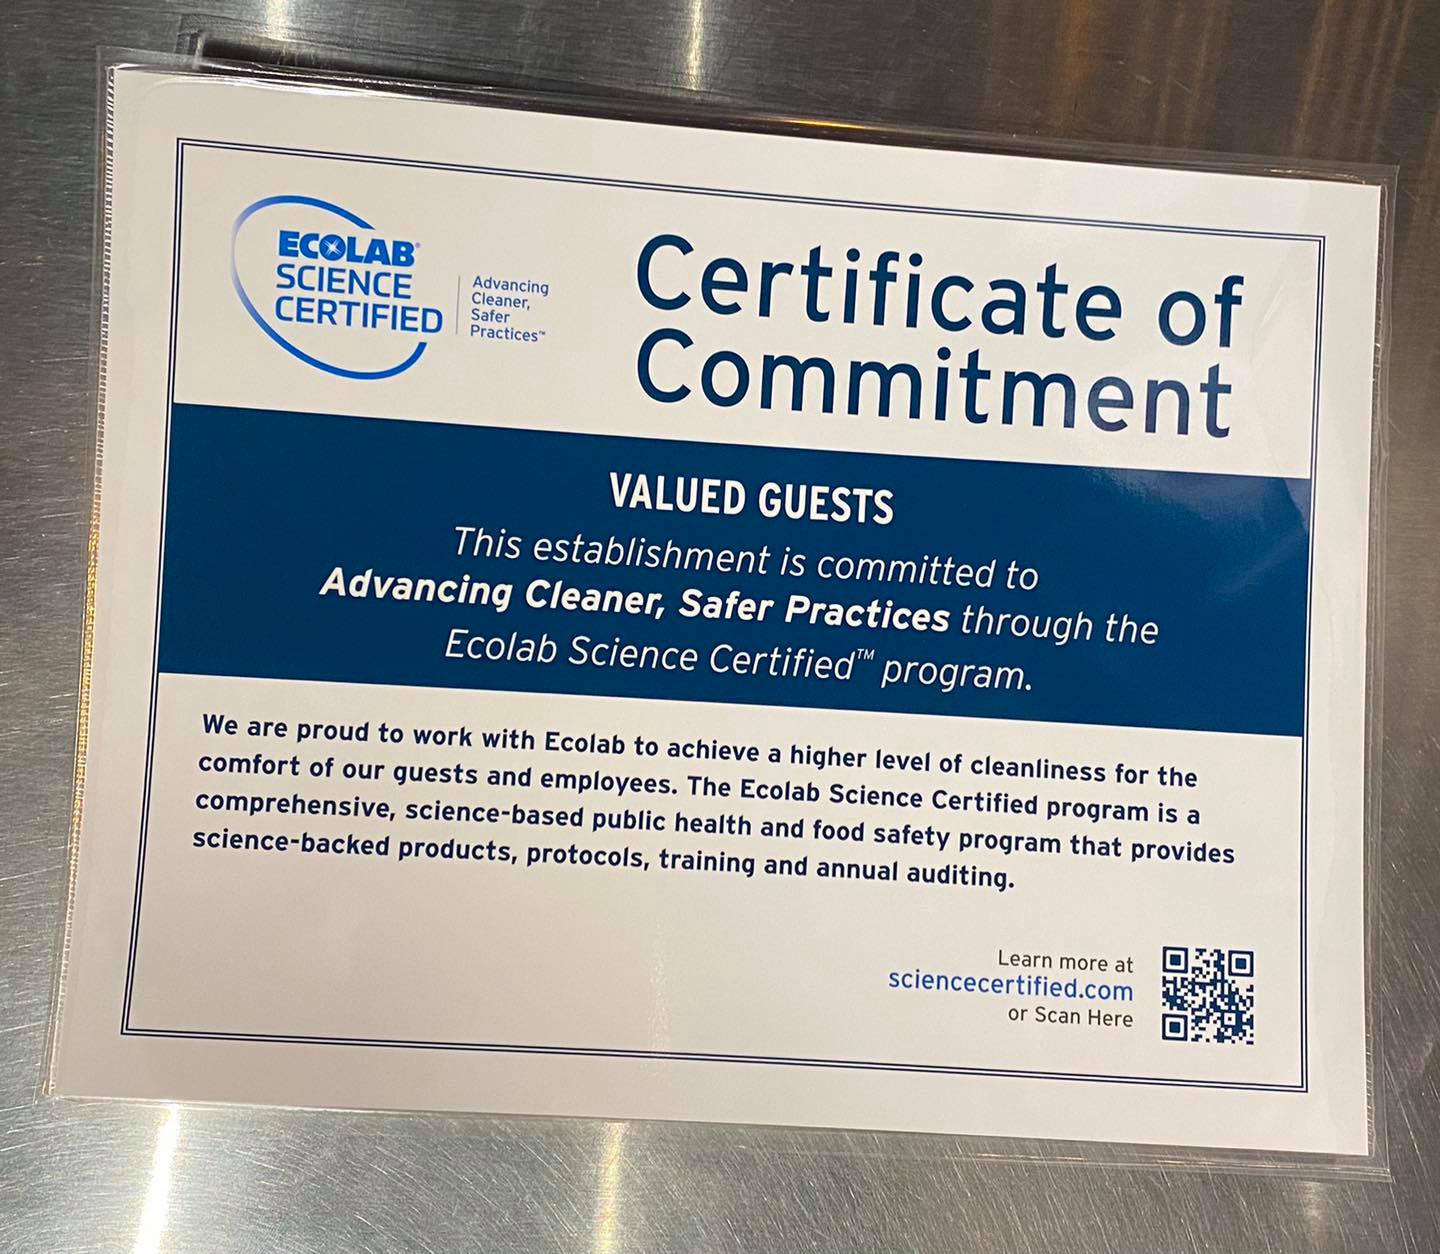 ECOLAB®
SCIENCE
CERTIFIED
Advancing
Cleaner,
Safer
Practices™
Certificate of
Commitment
VALUED GUESTS
This establishment is committed to
Advancing Cleaner, Safer Practices through the
Ecolab Science Certified™ program.
We are proud to work with Ecolab to achieve a higher level of cleanliness for the
comfort of our guests and employees. The Ecolab Science Certified program is a
comprehensive, science-based public health and food safety program that provides
science-backed products, protocols, training and annual auditing.
Learn more at
sciencecertified.com
or Scan Here